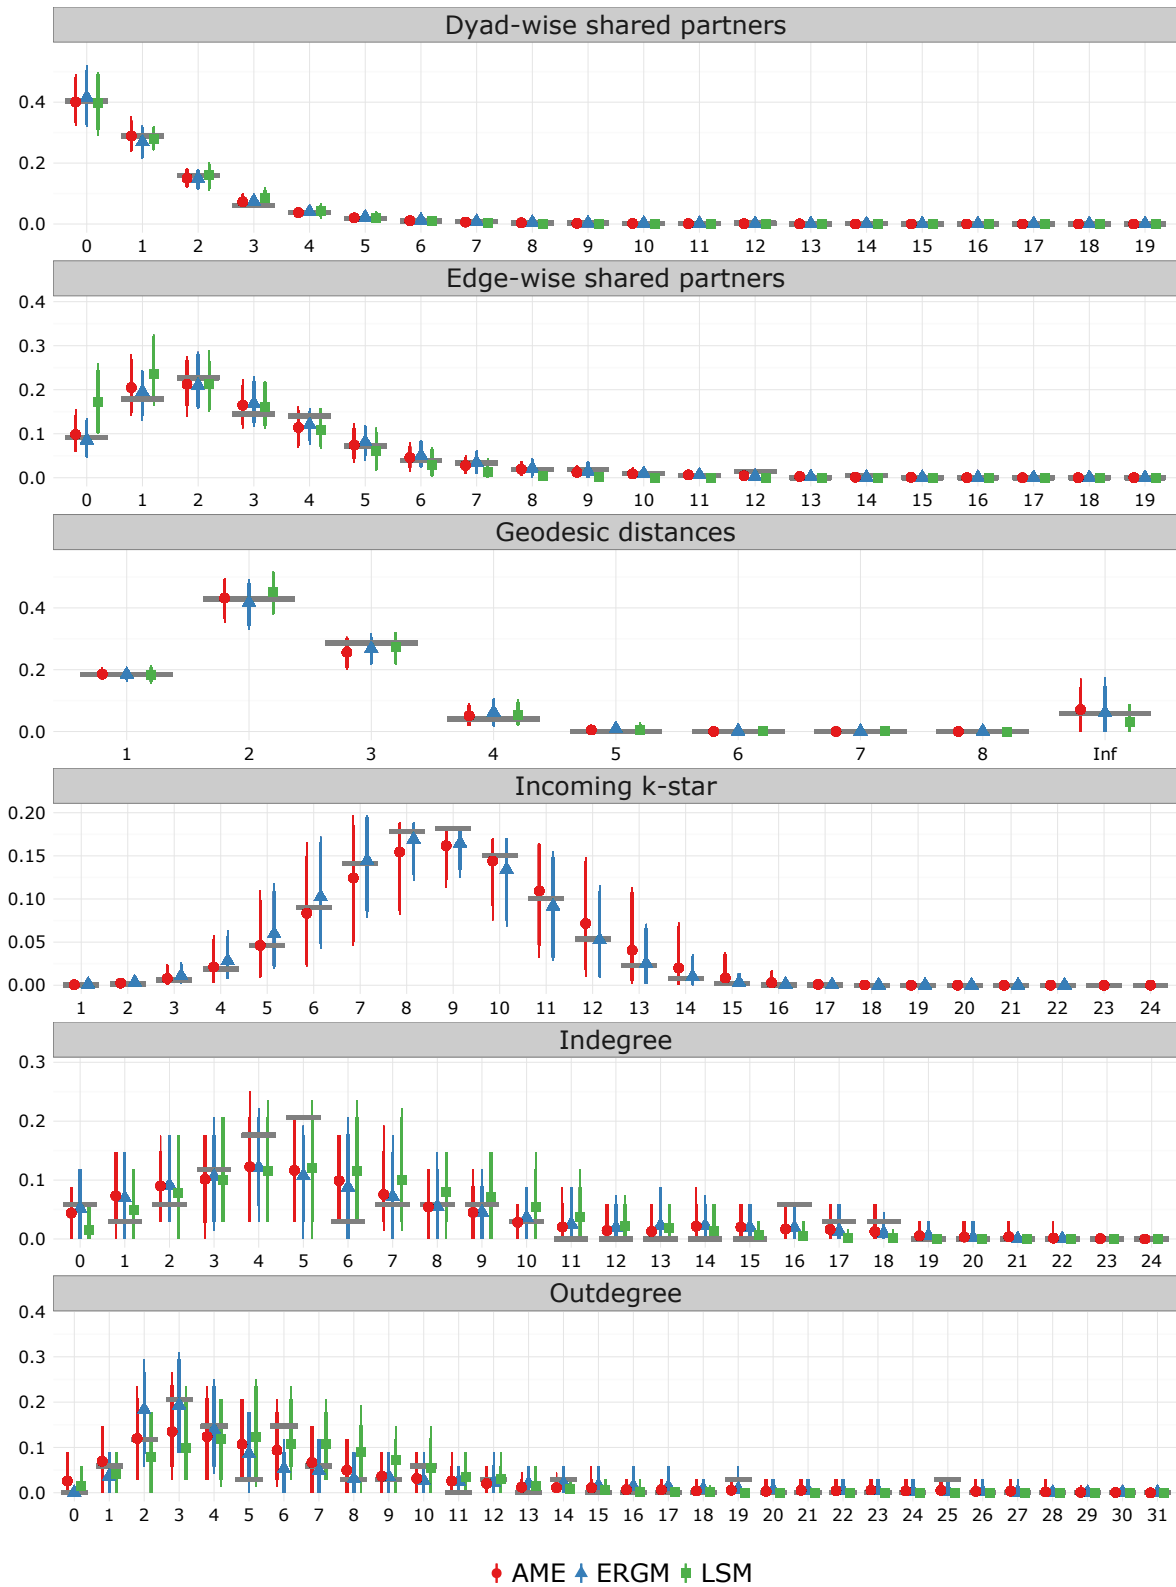 Dyad-wise shared partners
0.4
0.2
0.0
0 1 2 3 4 5 6 7 8 9 10 11 12 13 14 15 16 17 18 19
Edge-wise shared partners
0.4
0.3
0.2
0.1
0.0
0 1 2 3 4 5 6 7 8 9 10 11 12 13 14 15 16 17 18 19
Geodesic distances
0.4
0.2
0.0
1 2 3 4 5 6 7 8 Inf
Incoming k-star
0.20
0.15
0.10
0.05
0.00
1 2 3 4 5 6 7 8 9 10 11 12 13 14 15 16 17 18 19 20 21 22 23 24
Indegree
0.3
0.2
0.1
0.0
0 1 2 3 4 5 6 7 8 9 10 11 12 13 14 15 16 17 18 19 20 21 22 23 24
Outdegree
0.4
0.3
0.2
0.1
0.0
0 1 2 3 4 5 6 7 8 9 10 11 12 13 14 15 16 17 18 19 20 21 22 23 24 25 26 27 28 29 30 31
AME ERGM LSM